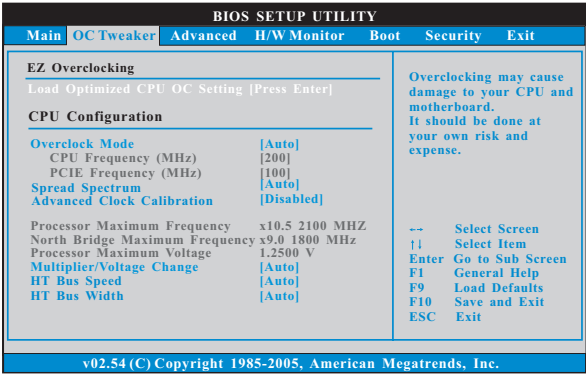 BIOS SETUP UTILITY
Main OC Tweaker Advanced H/W Monitor Boot Security Exit
EZ Overclocking
Load Optimized CPU OC Setting [Press Enter]
CPU Configuration
Overclock Mode [Auto]
CPU Frequency (MHz) [200]
PCIE Frequency (MHz) [100]
Spread Spectrum [Auto]
Advanced Clock Calibration [Disabled]
Processor Maximum Frequency x10.5 2100 MHZ
North Bridge Maximum Frequency x9.0 1800 MHz
Processor Maximum Voltage 1.2500 V
Multiplier/Voltage Change [Auto]
HT Bus Speed [Auto]
HT Bus Width [Auto]
Overclocking may cause
damage to your CPU and
motherboard.
It should be done at
your own risk and
expense.
↔ Select Screen
↑↓ Select Item
Enter Go to Sub Screen
F1 General Help
F9 Load Defaults
F10 Save and Exit
ESC Exit
v02.54 (C) Copyright 1985-2005, American Megatrends, Inc.